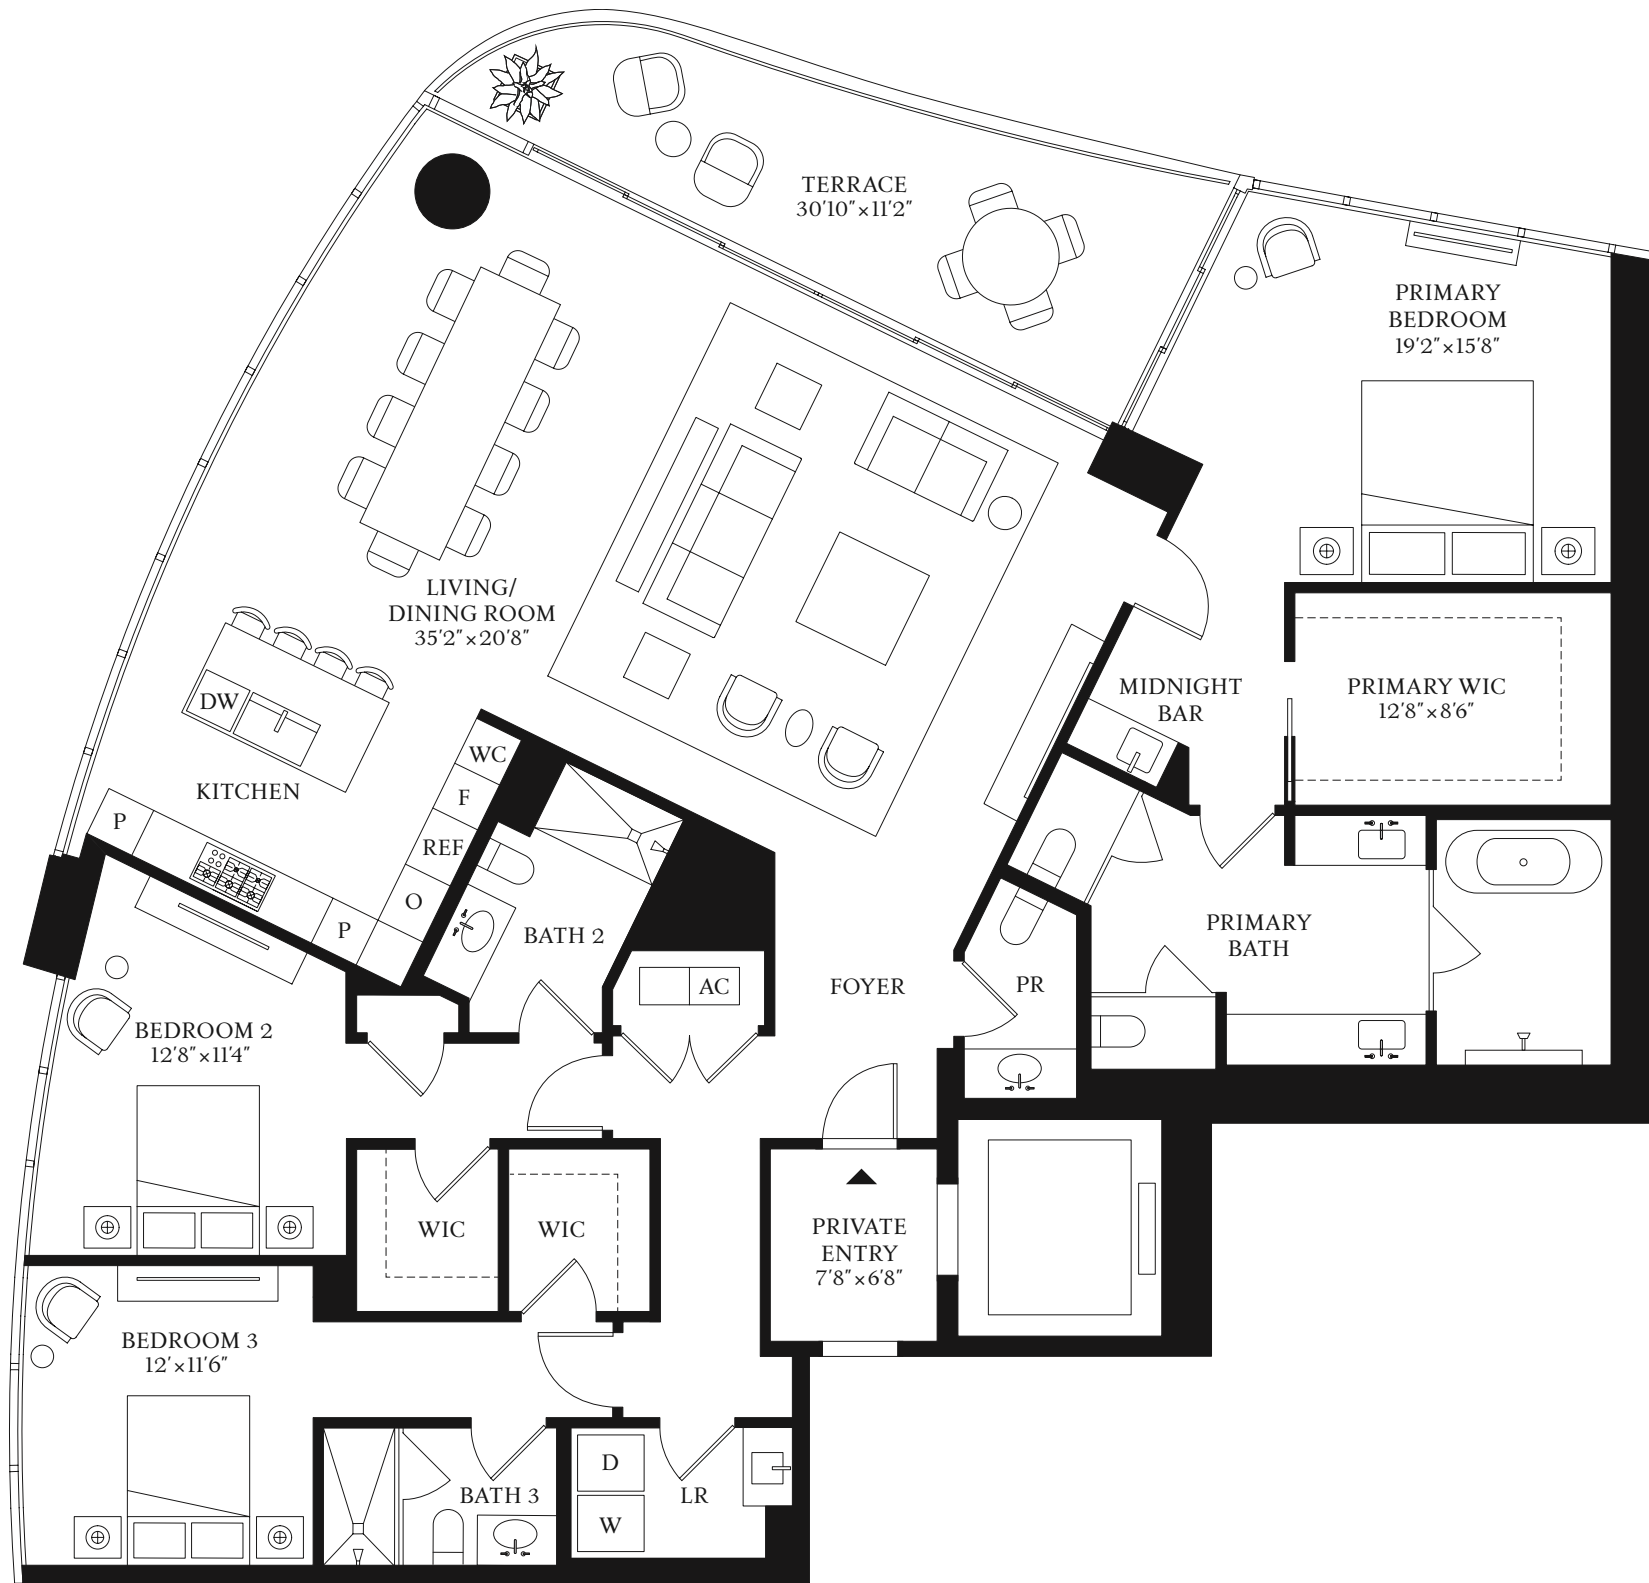 TERRACE
30'10"×11'2"
PRIMARY
BEDROOM
19'2"×15'8"
LIVING/
DINING ROOM
35'2"×20'8"
MIDNIGHT
BAR
PRIMARY WIC
12'8"×8'6"
DW
KITCHEN
WC
F
REF
O
P
P
BATH 2
AC
FOYER
PR
PRIMARY
BATH
BEDROOM 2
12'8"×11'4"
WIC
WIC
PRIVATE
ENTRY
7'8"×6'8"
BEDROOM 3
12'×11'6"
BATH 3
D
W
LR